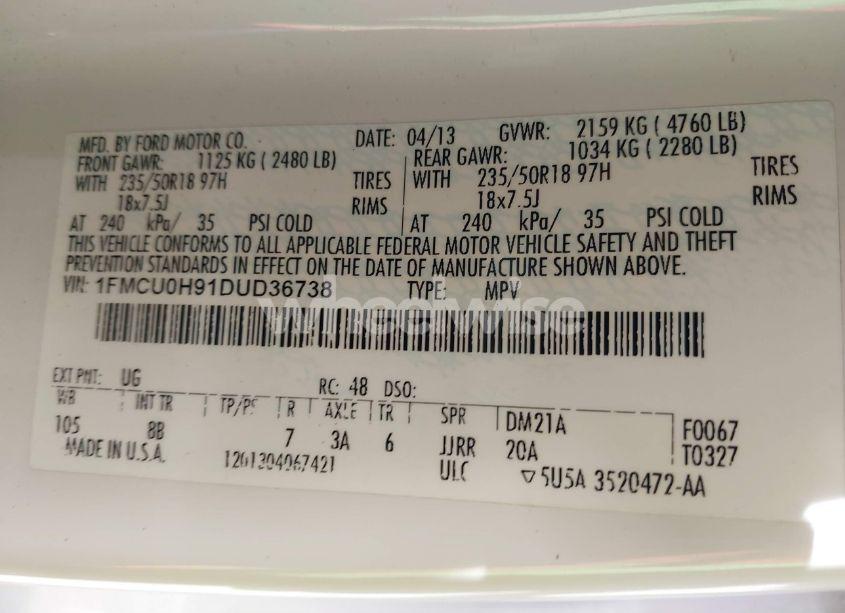 MFD. BY FORD MOTOR CO. DATE: 04/13 GVWR: 2159 KG ( 4760 LB)
FRONT GAWR: 1125 KG ( 2480 LB) REAR GAWR: 1034 KG ( 2280 LB)
WITH 235/50R18 97H TIRES WITH 235/50R18 97H TIRES
18x7.5J RIMS 18x7.5J RIMS
AT 240 kPa/ 35 PSI COLD AT 240 kPa/ 35 PSI COLD
THIS VEHICLE CONFORMS TO ALL APPLICABLE FEDERAL MOTOR VEHICLE SAFETY AND THEFT
PREVENTION STANDARDS IN EFFECT ON THE DATE OF MANUFACTURE SHOWN ABOVE.
VIN: 1FMCU0H91DUD36738 TYPE: MPV
wheelwise
EXT PNT: UG RC: 48 DSO:
WB INT TR TP/PS R AXLE TR SPR DM21A F0067
105 8B 7 3A 6 JJRR 20A T0327
MADE IN U.S.A. 1201304067421 ULC ▽5U5A 3520472-AA